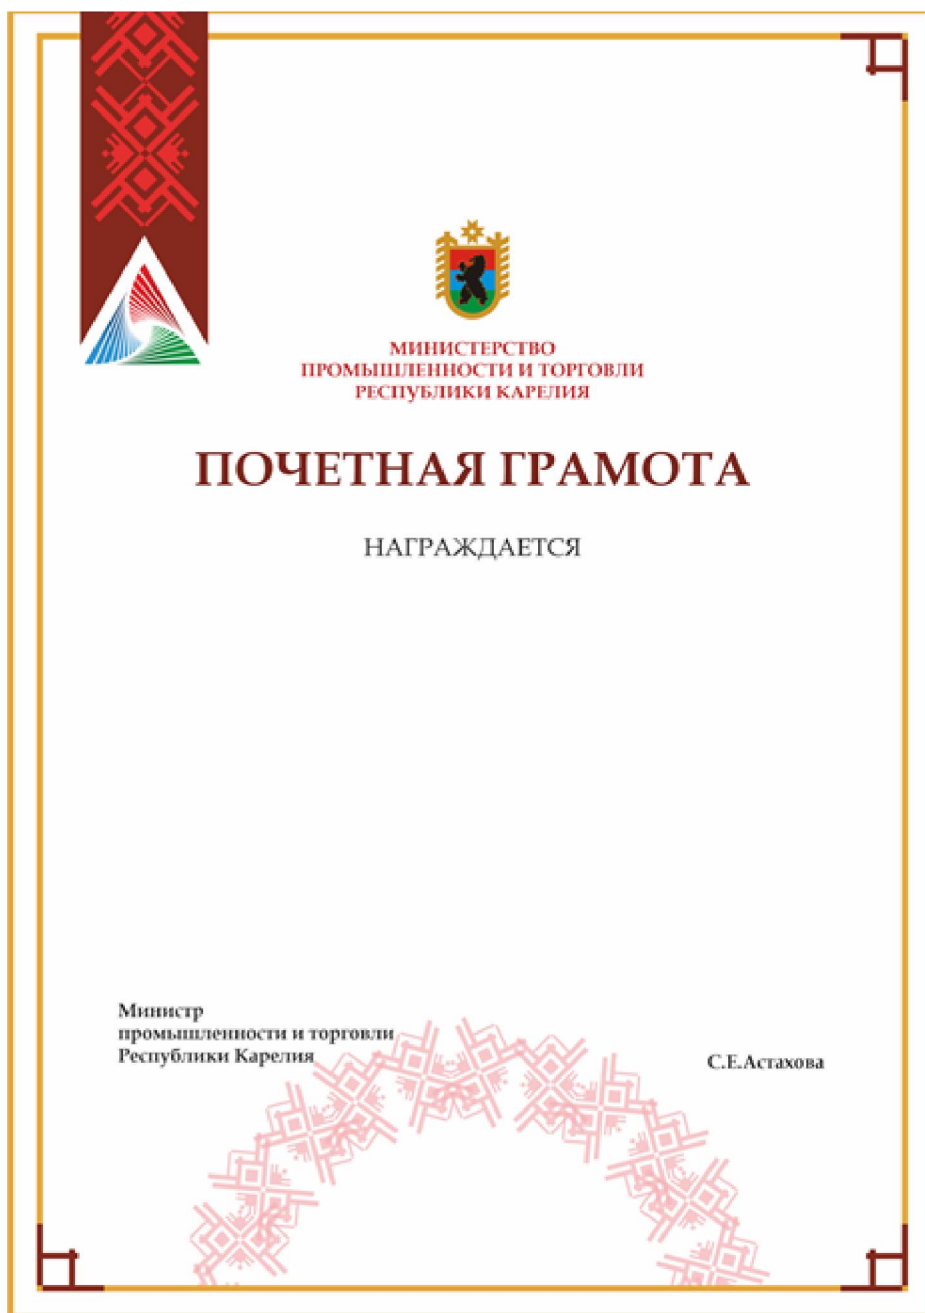 МИНИСТЕРСТВО
ПРОМЫШЛЕННОСТИ И ТОРГОВЛИ
РЕСПУБЛИКИ КАРЕЛИЯ
ПОЧЕТНАЯ ГРАМОТА
НАГРАЖДАЕТСЯ
Министр
промышленности и торговли
Республики Карелия
С.Е.Астахова